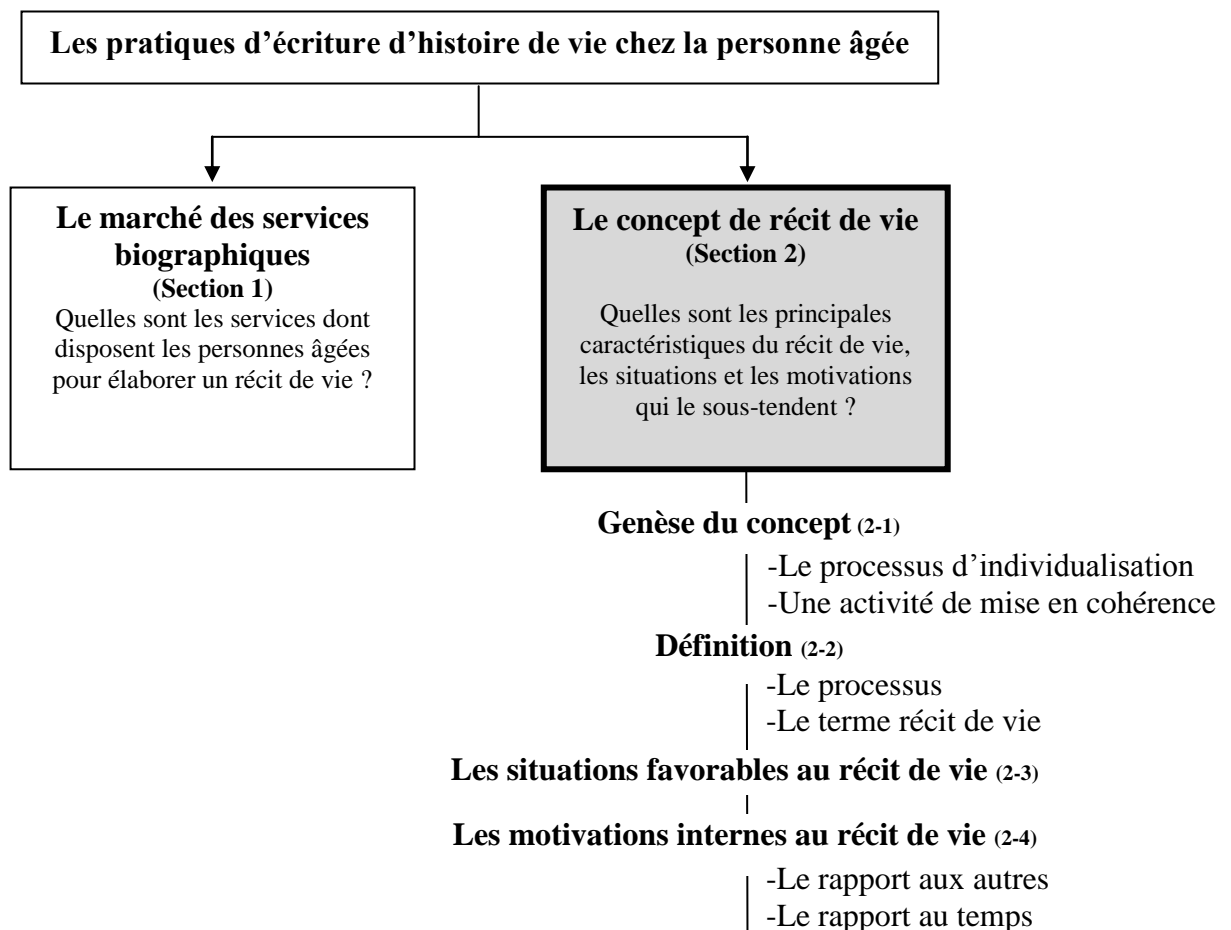 Les pratiques d’écriture d’histoire de vie chez la personne âgée
Le marché des services
biographiques
(Section 1)
Quelles sont les services dont
disposent les personnes âgées
pour élaborer un récit de vie ?
Le concept de récit de vie
(Section 2)
Quelles sont les principales
caractéristiques du récit de vie,
les situations et les motivations
qui le sous-tendent ?
Genèse du concept (2-1)
-Le processus d’individualisation
-Une activité de mise en cohérence
Définition (2-2)
-Le processus
-Le terme récit de vie
Les situations favorables au récit de vie (2-3)
Les motivations internes au récit de vie (2-4)
-Le rapport aux autres
-Le rapport au temps